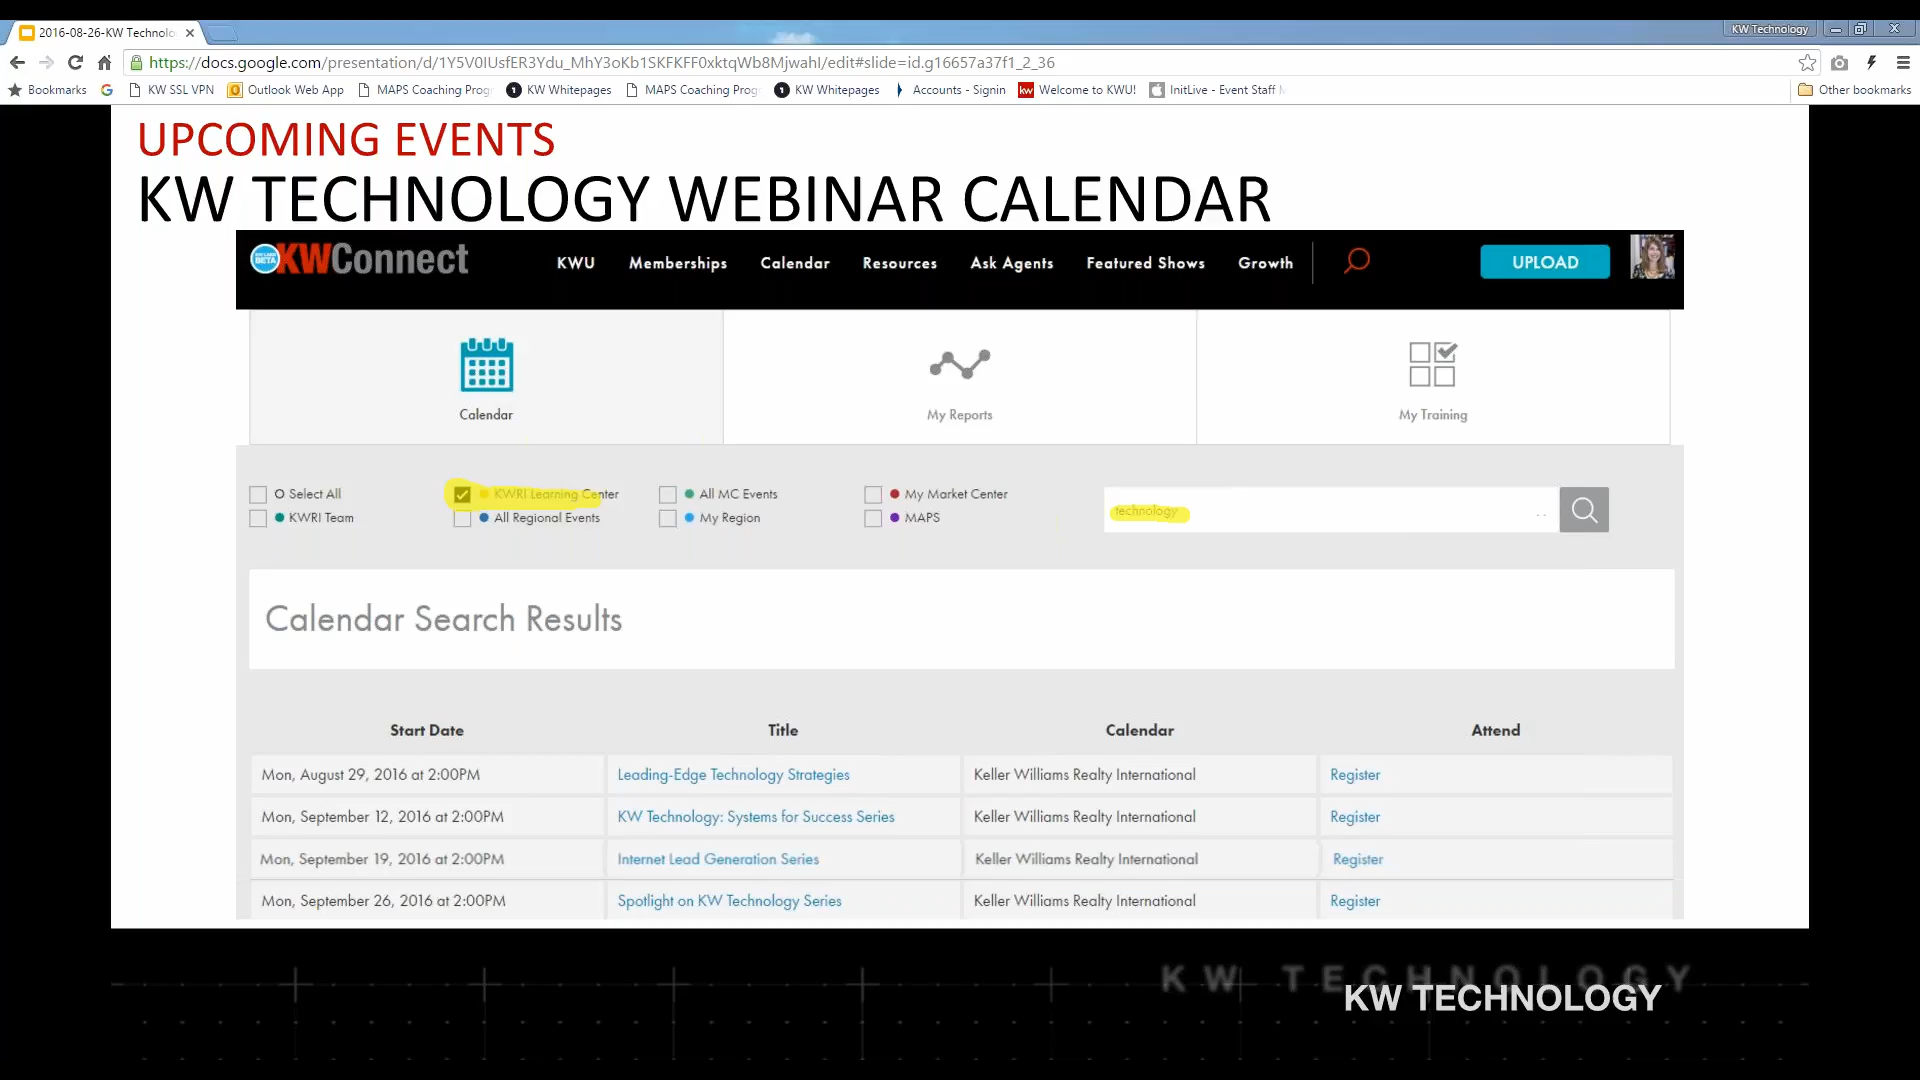 2016-08-26-KW Technolo
KW Technology
https://docs.google.com/presentation/d/1Y5V0IUsfER3Ydu_MhY3oKb1SKFKFF0xktqWb8Mjwahl/edit#slide=id.g16657a37f1_2_36
Bookmarks G KW SSL VPN Outlook Web App MAPS Coaching Prog KW Whitepages MAPS Coaching Prog KW Whitepages Accounts - Signin kw Welcome to KWU! InitLive - Event Staff Other bookmarks
UPCOMING EVENTS
KW TECHNOLOGY WEBINAR CALENDAR
BETA KWConnect KWU Memberships Calendar Resources Ask Agents Featured Shows Growth UPLOAD
Calendar My Reports My Training
Select All KWRI Learning Center All MC Events My Market Center
KWRI Team All Regional Events My Region MAPS
technology
Calendar Search Results
Start Date Title Calendar Attend
Mon, August 29, 2016 at 2:00PM Leading-Edge Technology Strategies Keller Williams Realty International Register
Mon, September 12, 2016 at 2:00PM KW Technology: Systems for Success Series Keller Williams Realty International Register
Mon, September 19, 2016 at 2:00PM Internet Lead Generation Series Keller Williams Realty International Register
Mon, September 26, 2016 at 2:00PM Spotlight on KW Technology Series Keller Williams Realty International Register
KW TECHNOLOGY
KW TECHNOLOGY